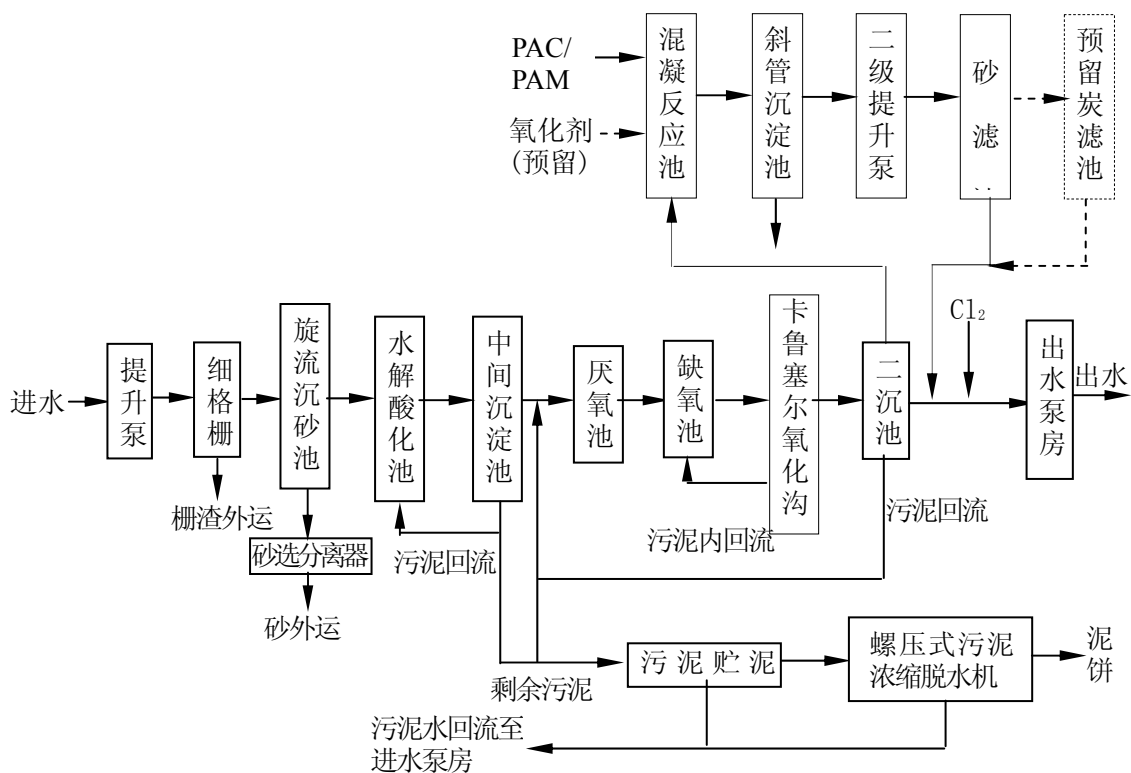 PAC/
PAM
氧化剂
(预留)
混凝反应池
斜管沉淀池
二级提升泵
砂滤
预留炭滤池
进水
提升泵
细格栅
旋流沉砂池
水解酸化池
中间沉淀池
厌氧池
缺氧池
卡鲁塞尔氧化沟
二沉池
Cl₂
出水泵房
出水
栅渣外运
砂选分离器
砂外运
污泥回流
污泥内回流
污泥回流
剩余污泥
污泥贮泥
螺压式污泥
浓缩脱水机
泥饼
污泥水回流至
进水泵房